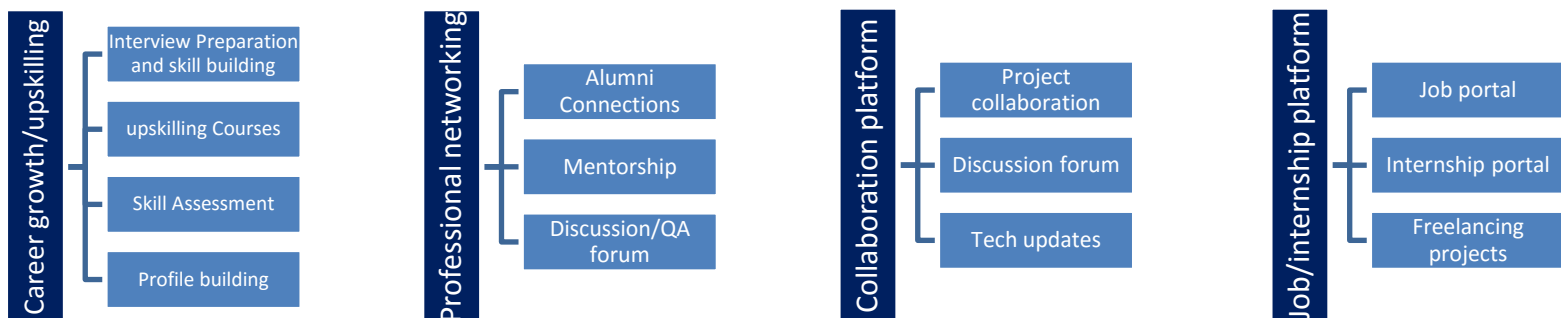 Career growth/upskilling
Interview Preparation
and skill building
upskilling Courses
Skill Assessment
Profile building
Professional networking
Alumni
Connections
Mentorship
Discussion/QA
forum
Collaboration platform
Project
collaboration
Discussion forum
Tech updates
Job/internship platform
Job portal
Internship portal
Freelancing
projects